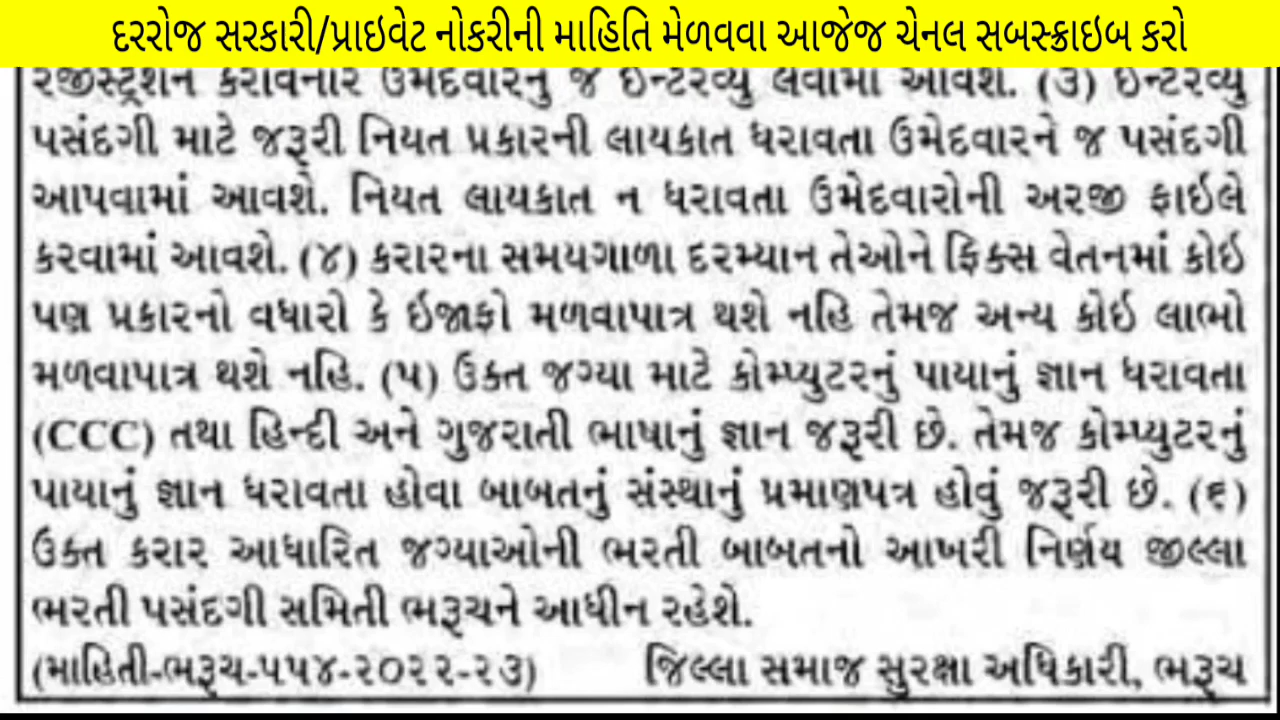 દરરોજ સરકારી/પ્રાઇવેટ નોકરીની માહિતિ મેળવવા આજેજ ચેનલ સબસ્ક્રાઇબ કરો
રજીસ્ટ્રેશન કરાવનાર ઉમેદવારનું જ ઇન્ટરવ્યુ લેવામાં આવશે. (૩) ઇન્ટરવ્યુ
પસંદગી માટે જરૂરી નિયત પ્રકારની લાયકાત ધરાવતા ઉમેદવારને જ પસંદગી
આપવામાં આવશે. નિયત લાયકાત ન ધરાવતા ઉમેદવારોની અરજી ફાઇલે
કરવામાં આવશે. (૪) કરારના સમયગાળા દરમ્યાન તેઓને ફિક્સ વેતનમાં કોઇ
પણ પ્રકારનો વધારો કે ઇજાફો મળવાપાત્ર થશે નહિ તેમજ અન્ય કોઇ લાભો
મળવાપાત્ર થશે નહિ. (૫) ઉક્ત જગ્યા માટે કોમ્પ્યુટરનું પાયાનું જ્ઞાન ધરાવતા
(CCC) તથા હિન્દી અને ગુજરાતી ભાષાનું જ્ઞાન જરૂરી છે. તેમજ કોમ્પ્યુટરનું
પાયાનું જ્ઞાન ધરાવતા હોવા બાબતનું સંસ્થાનું પ્રમાણપત્ર હોવું જરૂરી છે. (૬)
ઉક્ત કરાર આધારિત જગ્યાઓની ભરતી બાબતનો આખરી નિર્ણય જીલ્લા
ભરતી પસંદગી સમિતી ભરૂચને આધીન રહેશે.
(માહિતી-ભરૂચ-૫૫૪-૨૦૨૨-૨૩) જિલ્લા સમાજ સુરક્ષા અધિકારી, ભરૂચ